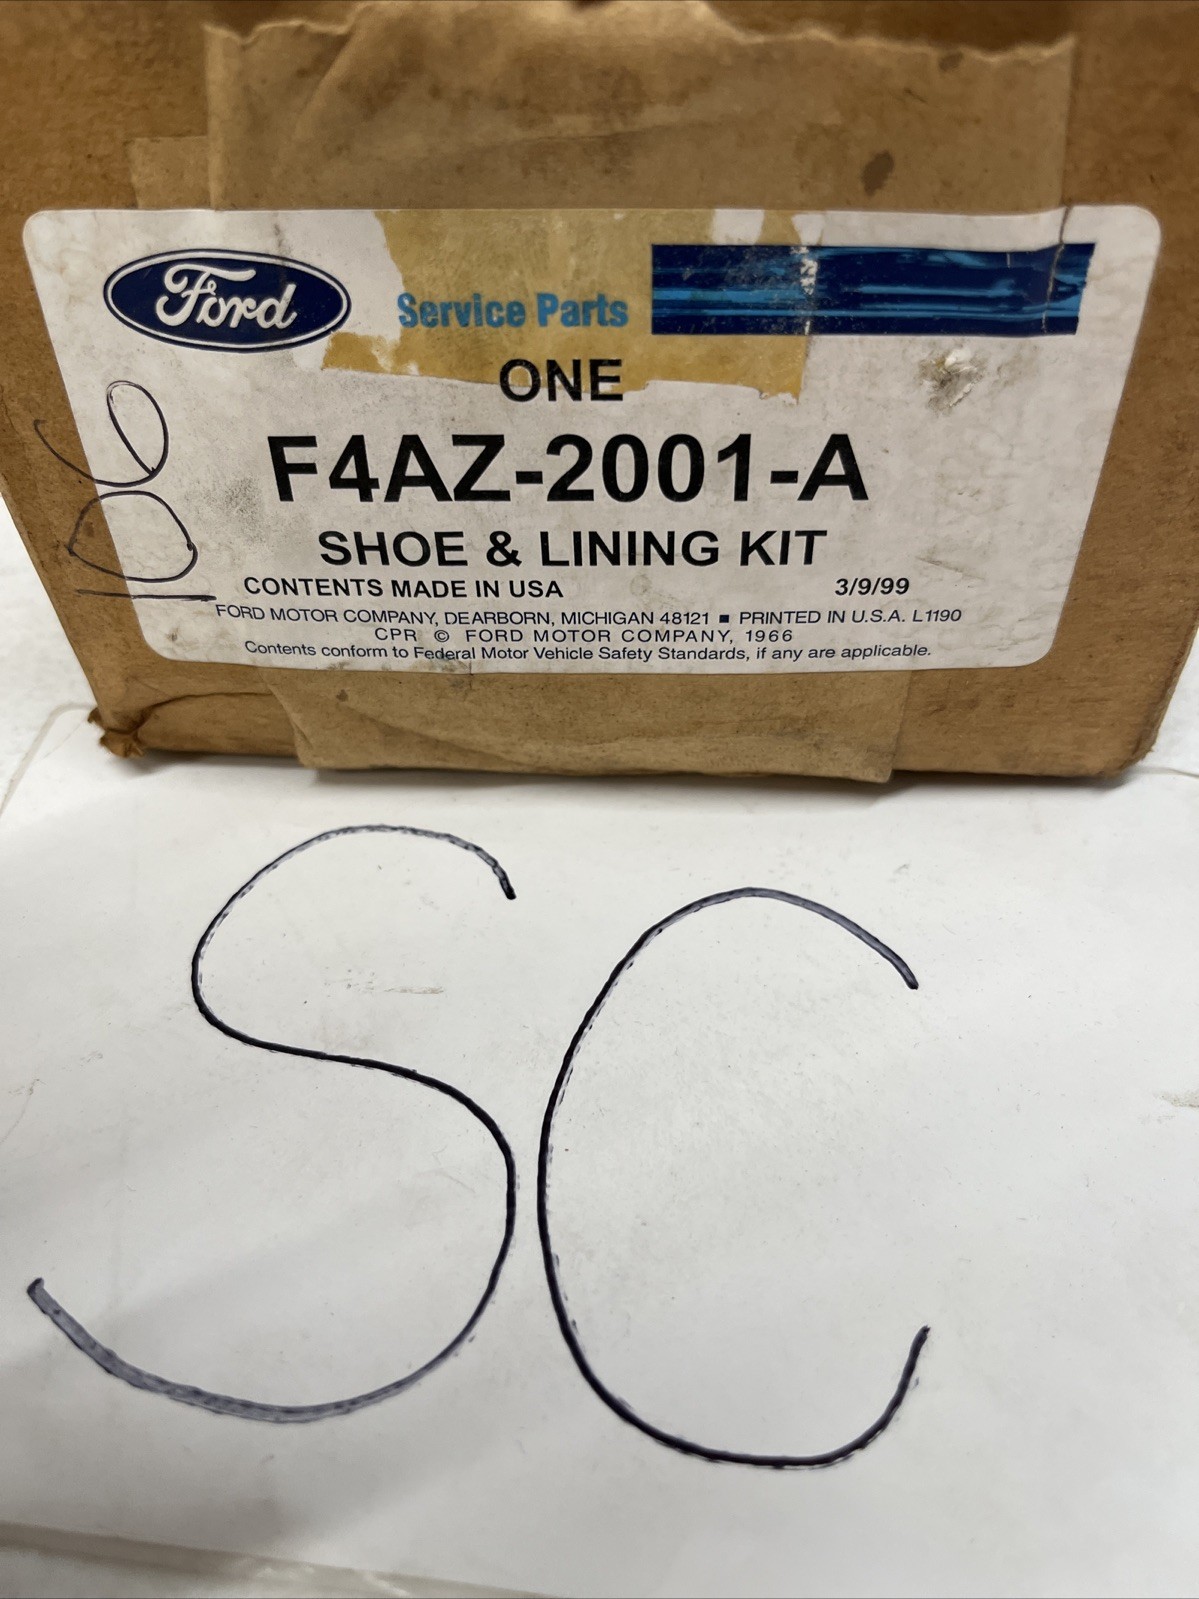 Ford Service Parts
ONE
F4AZ-2001-A
SHOE & LINING KIT
CONTENTS MADE IN USA 3/9/99
FORD MOTOR COMPANY, DEARBORN, MICHIGAN 48121 ■ PRINTED IN U.S.A. L1190
CPR © FORD MOTOR COMPANY, 1966
Contents conform to Federal Motor Vehicle Safety Standards, if any are applicable.
SC